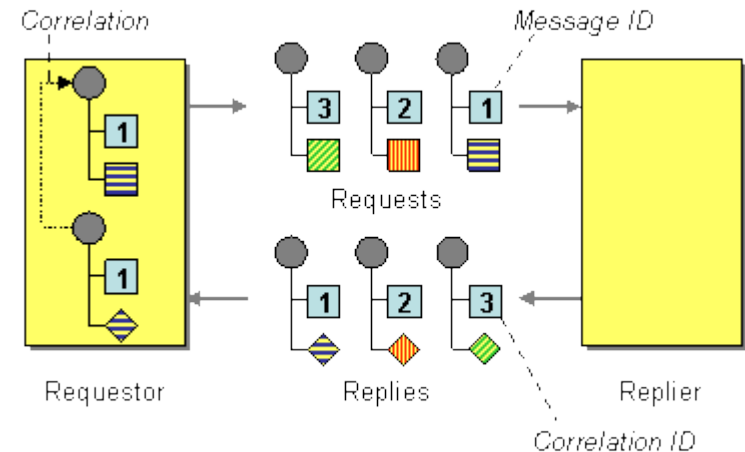 Correlation
Message ID
3 2 1
1
Requests
1
1 2 3
Requestor
Replies
Replier
Correlation ID